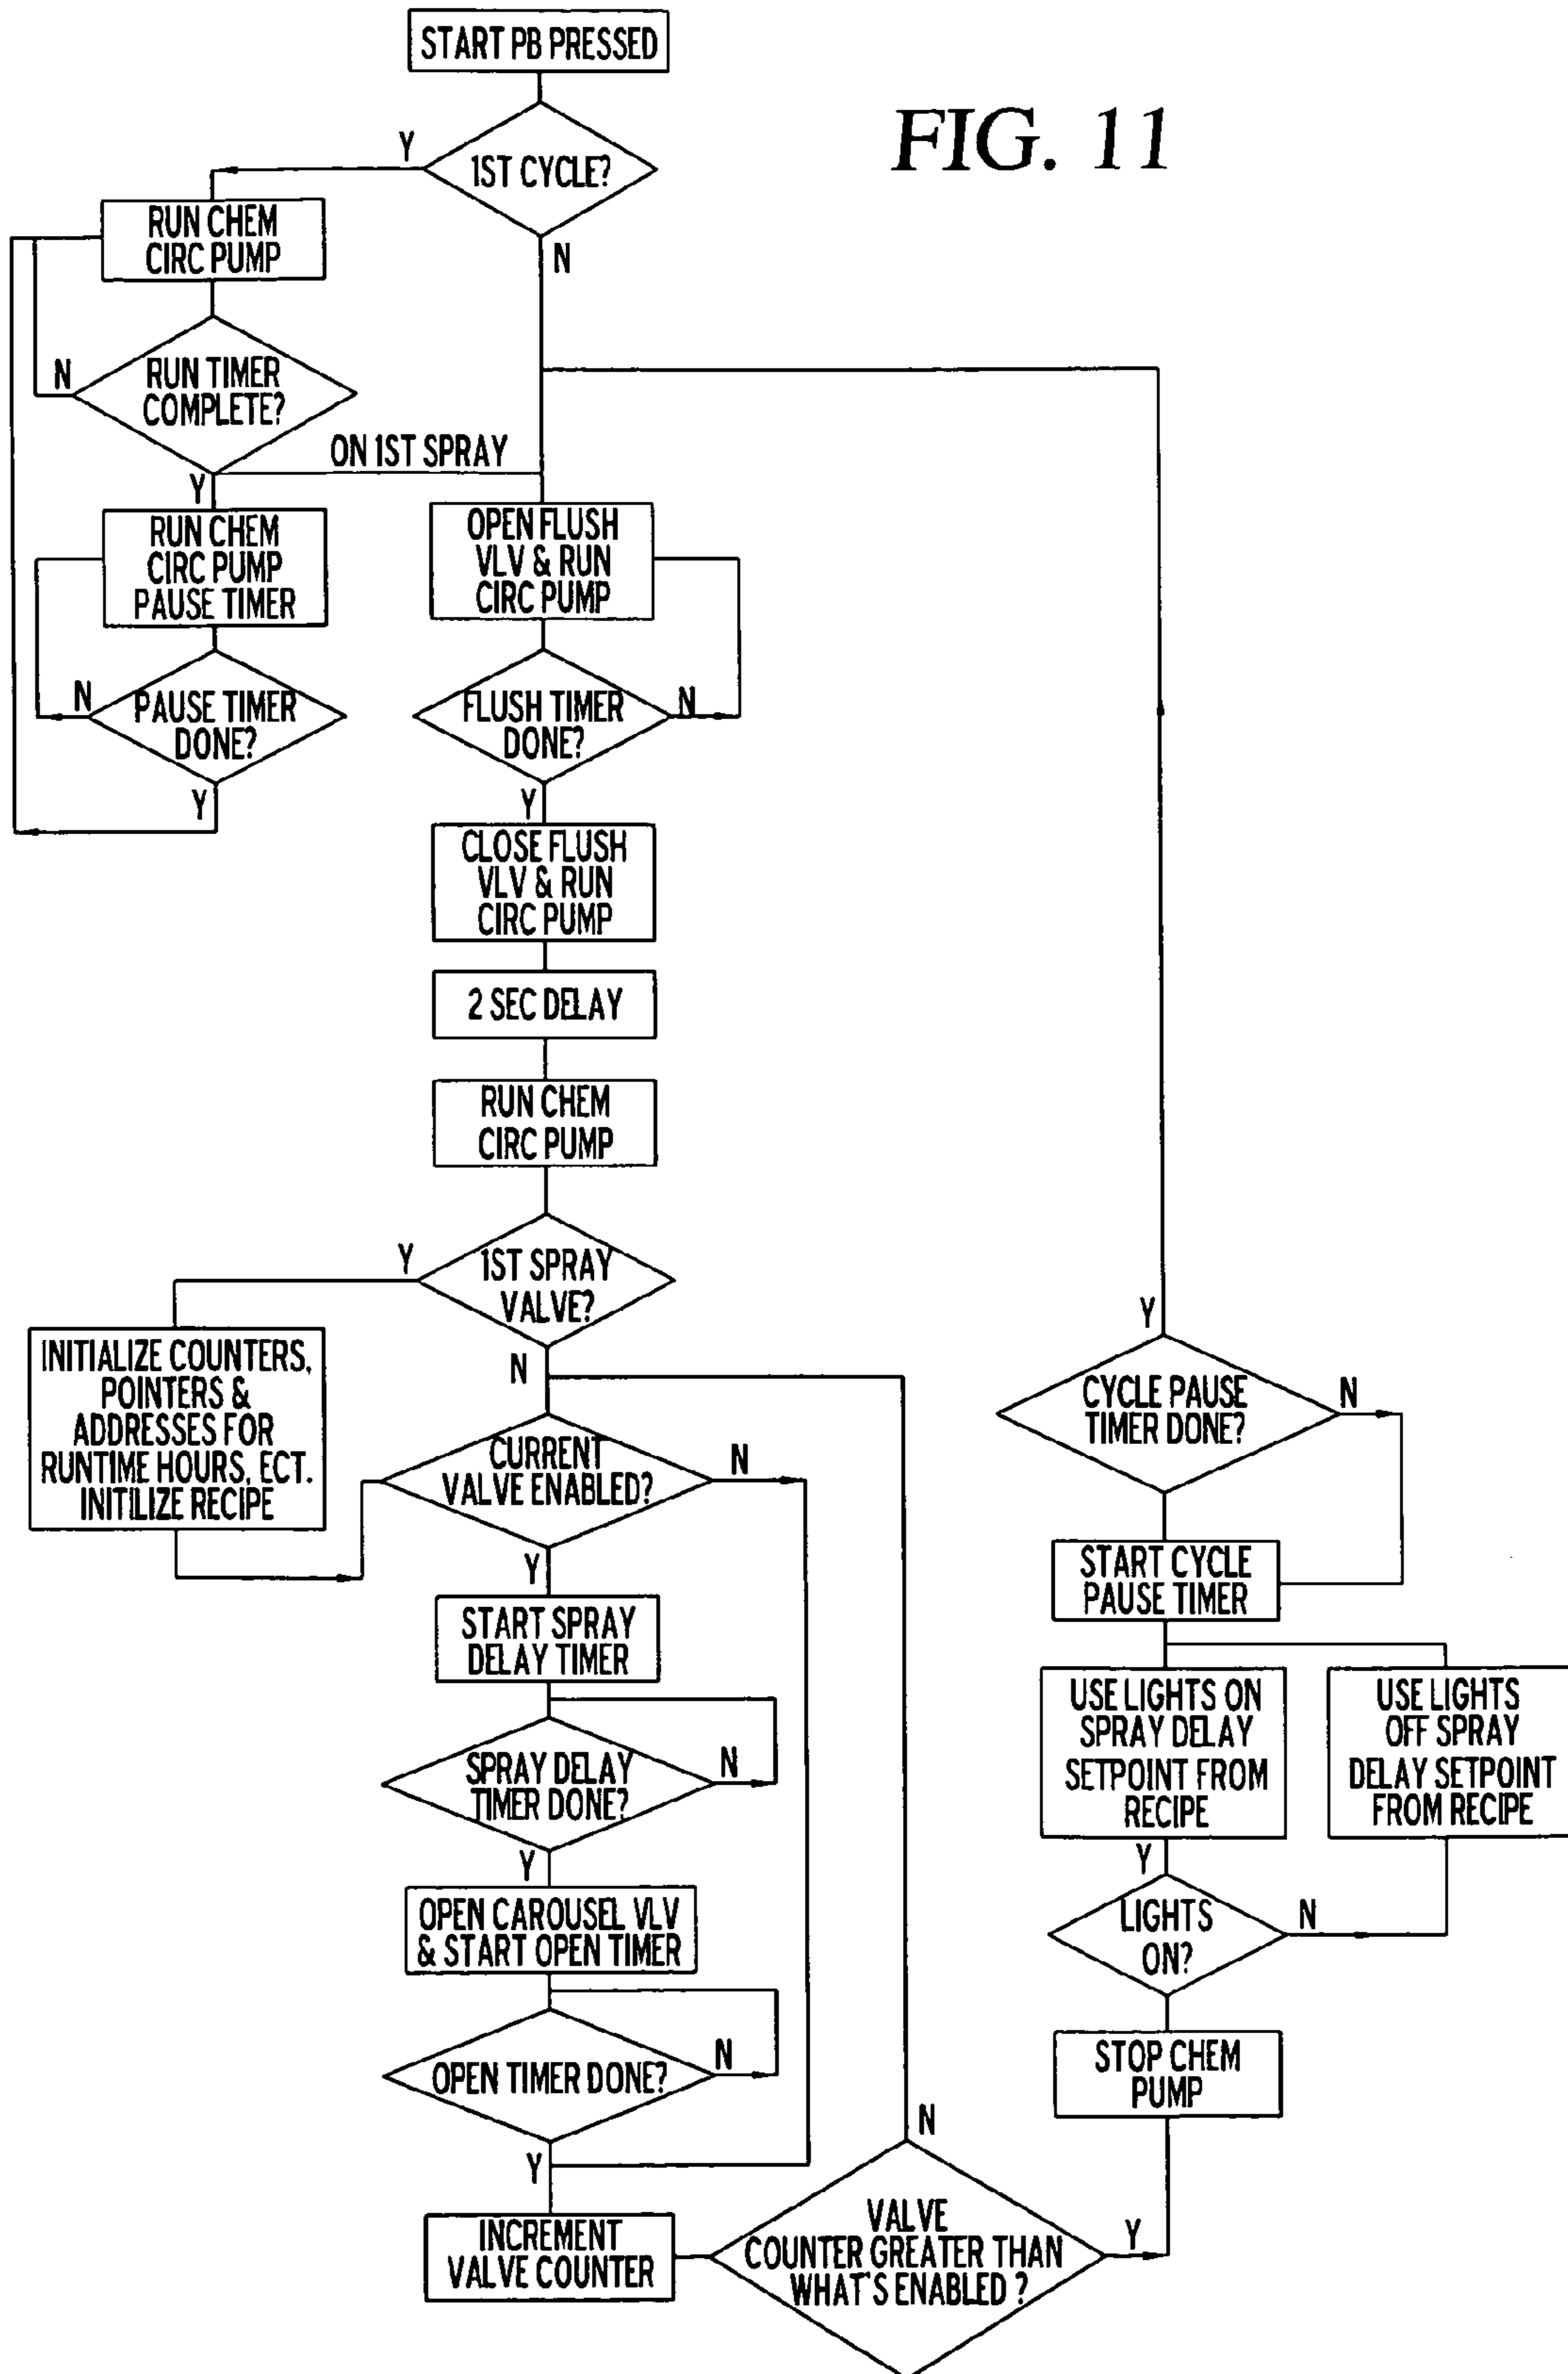 START PB PRESSED
FIG. 11
Y
1ST CYCLE?
N
RUN CHEM
CIRC PUMP
N
RUN TIMER
COMPLETE?
Y
ON 1ST SPRAY
RUN CHEM
CIRC PUMP
PAUSE TIMER
N
PAUSE TIMER
DONE?
Y
OPEN FLUSH
VLV & RUN
CIRC PUMP
FLUSH TIMER
DONE?
N
Y
CLOSE FLUSH
VLV & RUN
CIRC PUMP
2 SEC DELAY
RUN CHEM
CIRC PUMP
Y
1ST SPRAY
VALVE?
N
INITIALIZE COUNTERS,
POINTERS &
ADDRESSES FOR
RUNTIME HOURS, ECT.
INITILIZE RECIPE
CURRENT
VALVE ENABLED?
N
Y
START SPRAY
DELAY TIMER
SPRAY DELAY
TIMER DONE?
N
Y
OPEN CAROUSEL VLV
& START OPEN TIMER
OPEN TIMER DONE?
N
Y
INCREMENT
VALVE COUNTER
N
VALVE
COUNTER GREATER THAN
WHAT'S ENABLED ?
Y
STOP CHEM
PUMP
LIGHTS
ON?
N
Y
USE LIGHTS ON
SPRAY DELAY
SETPOINT FROM
RECIPE
USE LIGHTS
OFF SPRAY
DELAY SETPOINT
FROM RECIPE
START CYCLE
PAUSE TIMER
CYCLE PAUSE
TIMER DONE?
N
Y